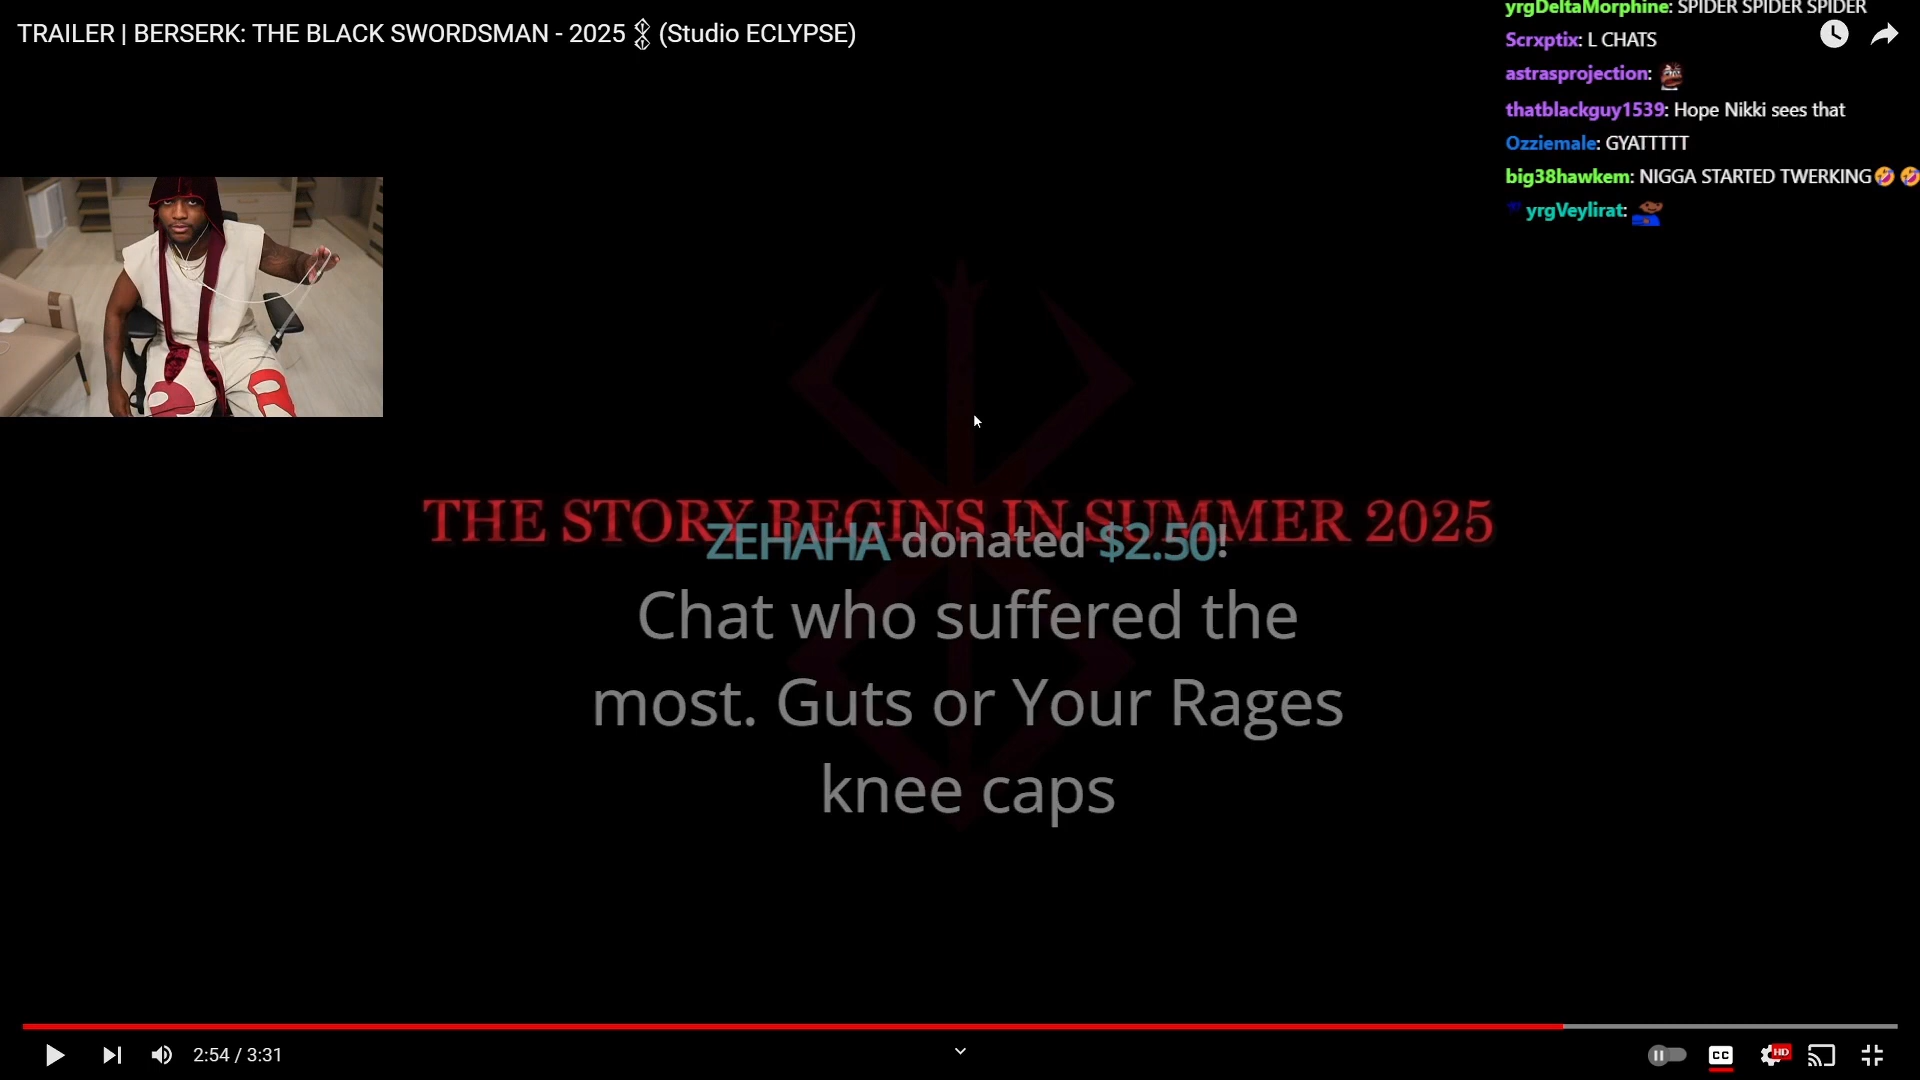 TRAILER | BERSERK: THE BLACK SWORDSMAN - 2025 (Studio ECLYPSE)
yrgDeltaMorphine: SPIDER SPIDER SPIDER
Scrxptix: L CHATS
astrasprojection:
thatblackguy1539: Hope Nikki sees that
Ozziemale: GYATTTTT
big38hawkem: NIGGA STARTED TWERKING🤣🤣
yrgVeylirat:
THE STORY BEGINS IN SUMMER 2025
ZEHAHA donated $2.50!
Chat who suffered the
most. Guts or Your Rages
knee caps
2:54 / 3:31
CC
HD